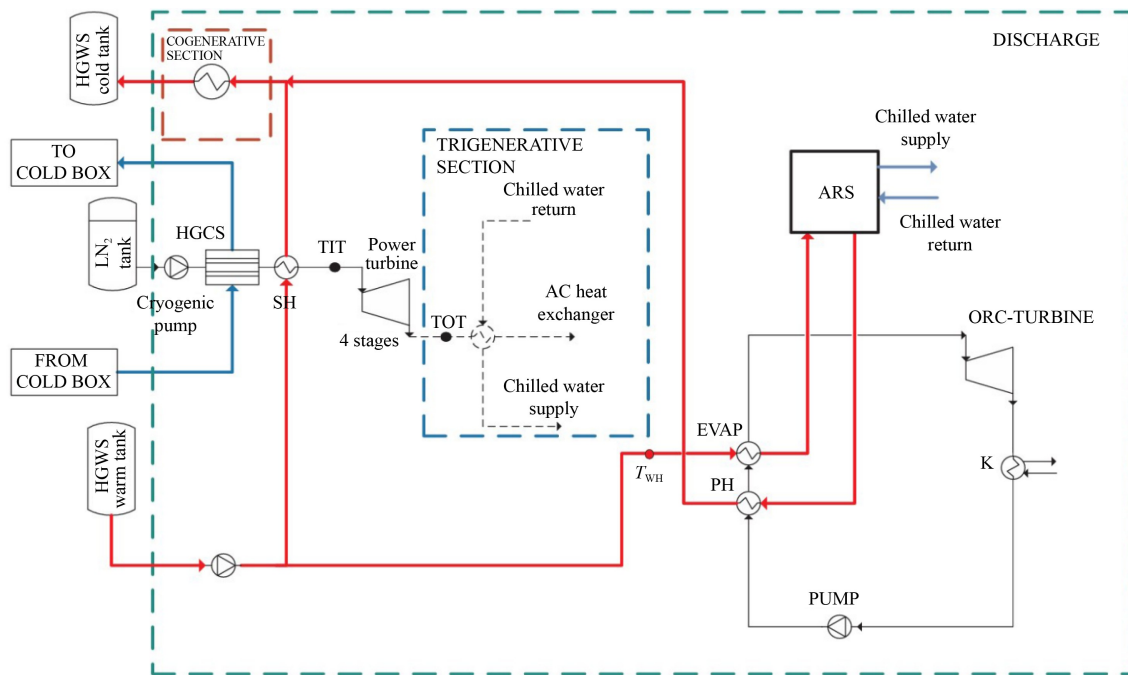 HGWS
cold tank
COGENERATIVE
SECTION
DISCHARGE
TO
COLD BOX
TRIGENERATIVE
SECTION
Chilled water
return
Chilled water
supply
ARS
Chilled water
return
LN2
tank
HGCS
Cryogenic
pump
SH
TIT
Power
turbine
4 stages
TOT
AC heat
exchanger
Chilled water
supply
ORC-TURBINE
FROM
COLD BOX
HGWS
warm tank
TWH
EVAP
PH
K
PUMP